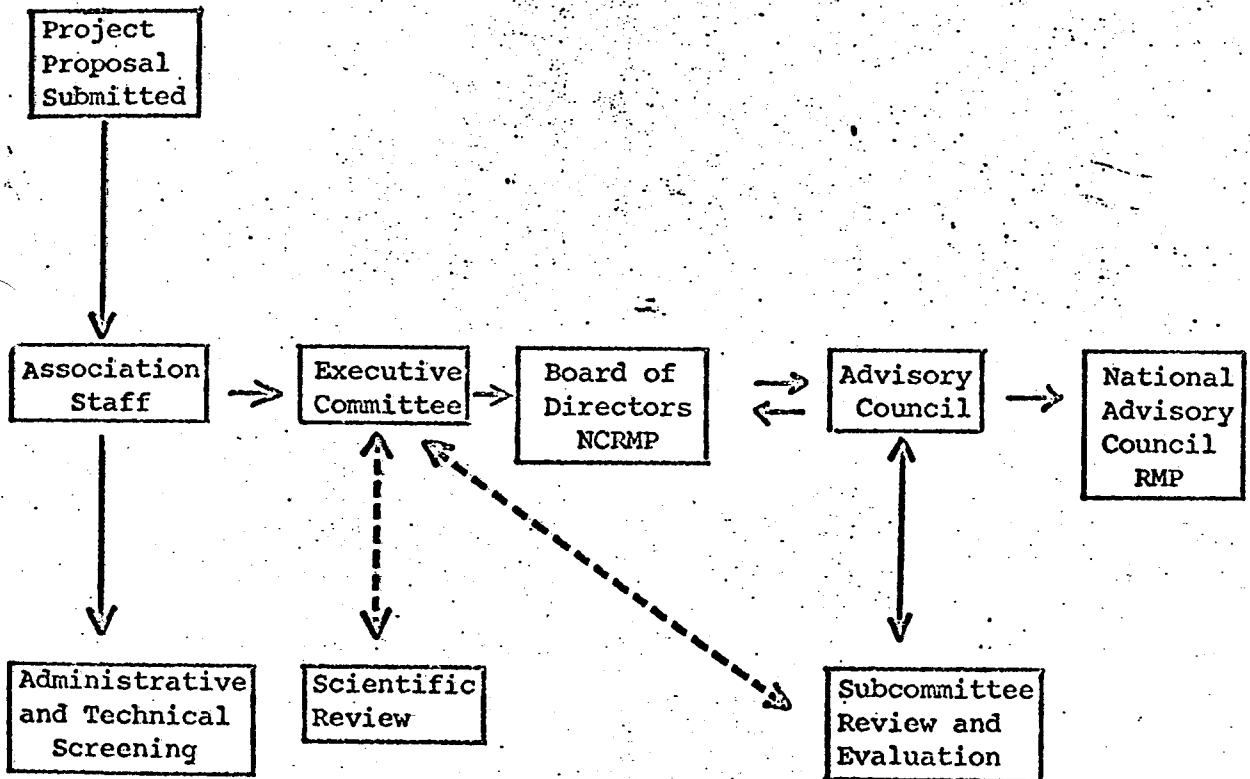 Project
Proposal
Submitted
Association
Staff
Executive
Committee
Board of
Directors
NCRMP
Advisory
Council
National
Advisory
Council
RMP
Administrative
and Technical
Screening
Scientific
Review
Subcommittee
Review and
Evaluation